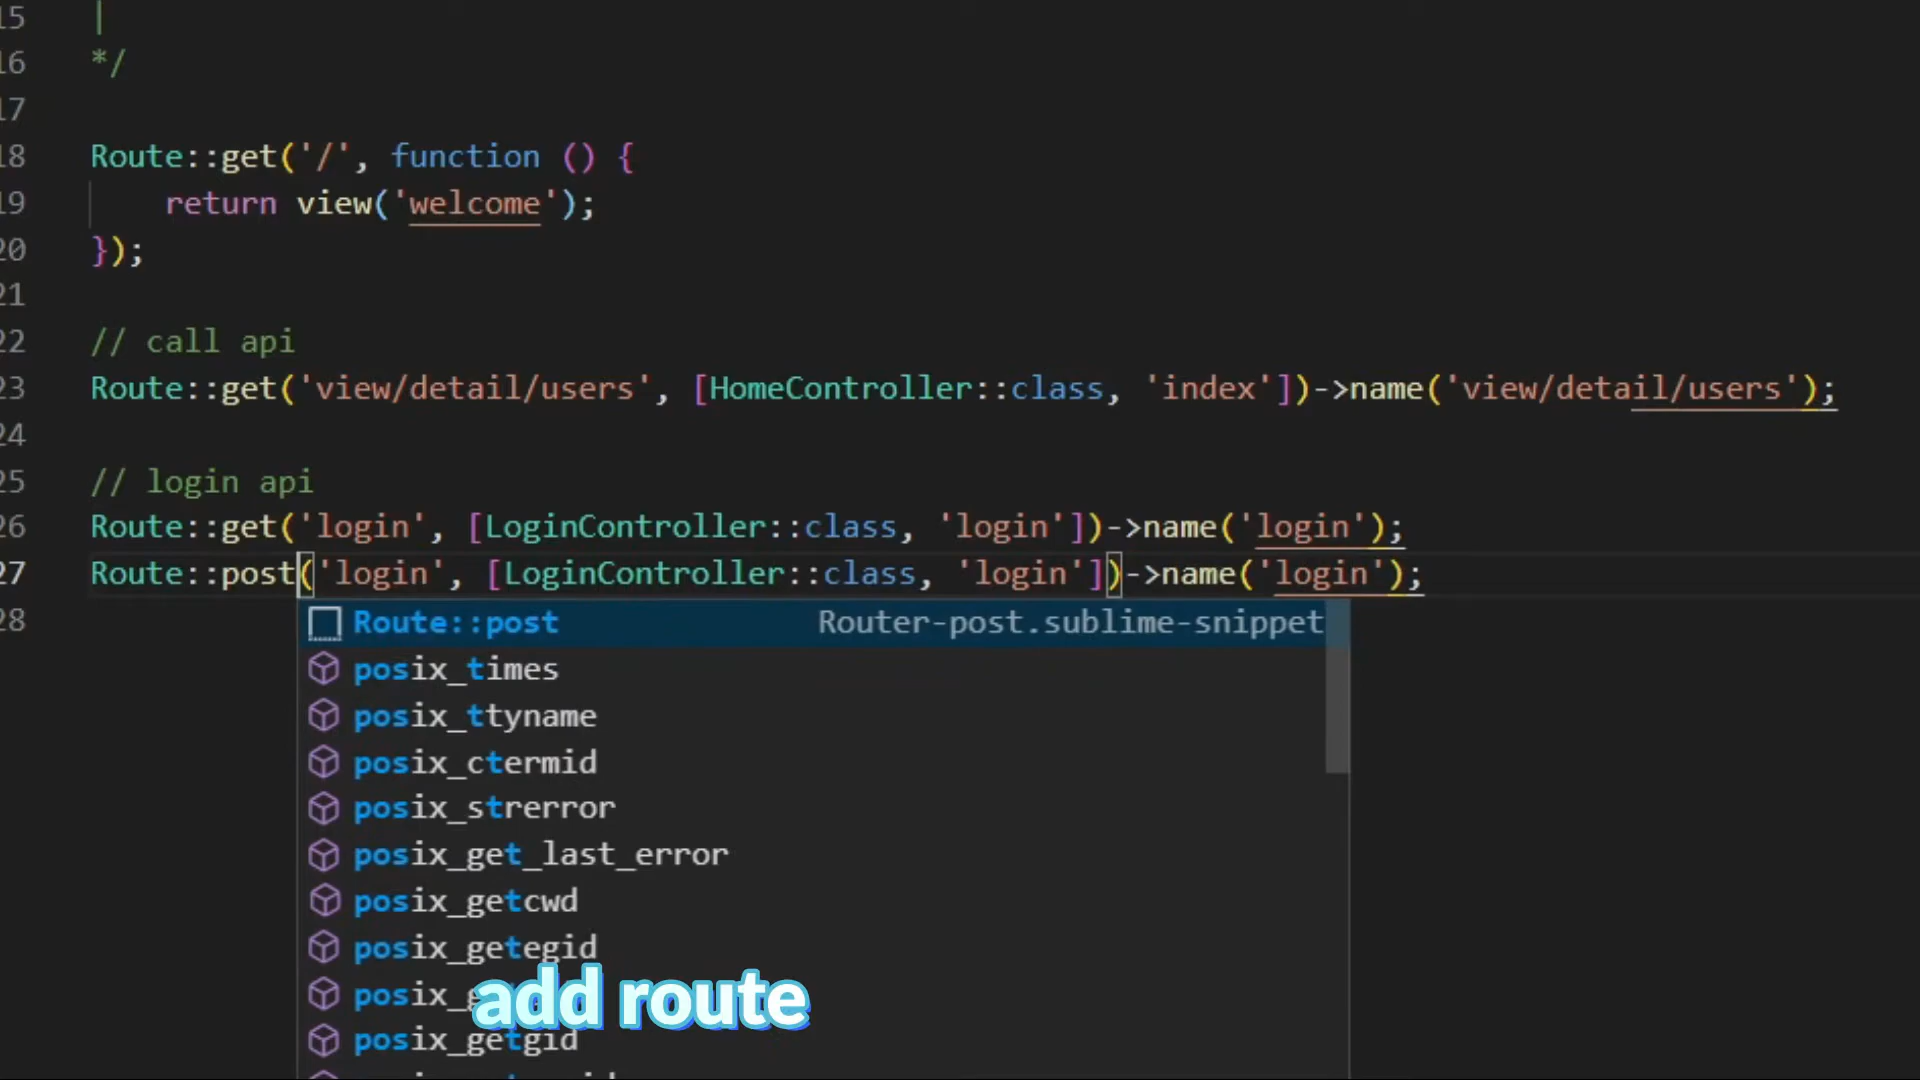 15 |
16 */
17
18 Route::get('/', function () {
19 return view('welcome');
20 });
21
22 // call api
23 Route::get('view/detail/users', [HomeController::class, 'index'])->name('view/detail/users');
24
25 // login api
26 Route::get('login', [LoginController::class, 'login'])->name('login');
27 Route::post('login', [LoginController::class, 'login'])->name('login');
28
Route::post Router-post.sublime-snippet
posix_times
posix_ttyname
posix_ctermid
posix_strerror
posix_get_last_error
posix_getcwd
posix_getegid
add route
posix_getgid